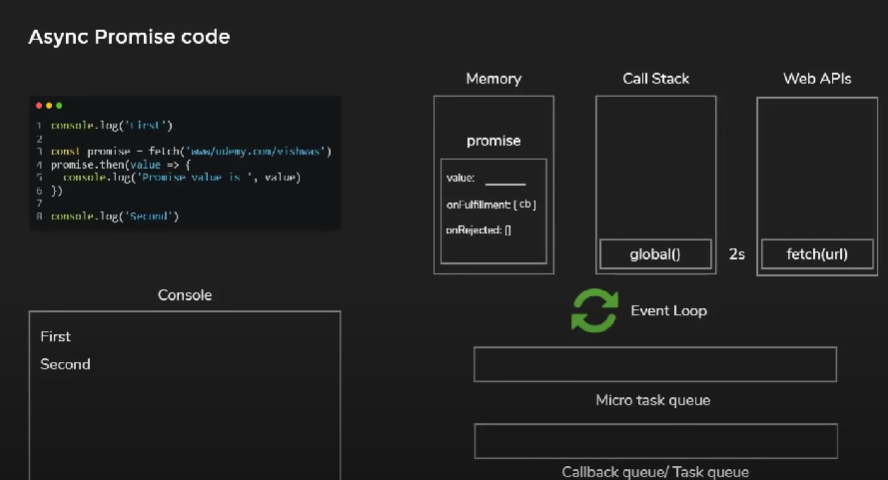 Async Promise code
1 console.log('First')
2
3 const promise = fetch('www/udemy.com/vishwas')
4 promise.then(value => {
5 console.log('Promise value is ', value)
6 })
7
8 console.log('Second')
Console
First
Second
Memory
promise
value: ______
onFulfillment: [ cb ]
onRejected: []
Call Stack
global()
2s
Web APIs
fetch(url)
Event Loop
Micro task queue
Callback queue/ Task queue